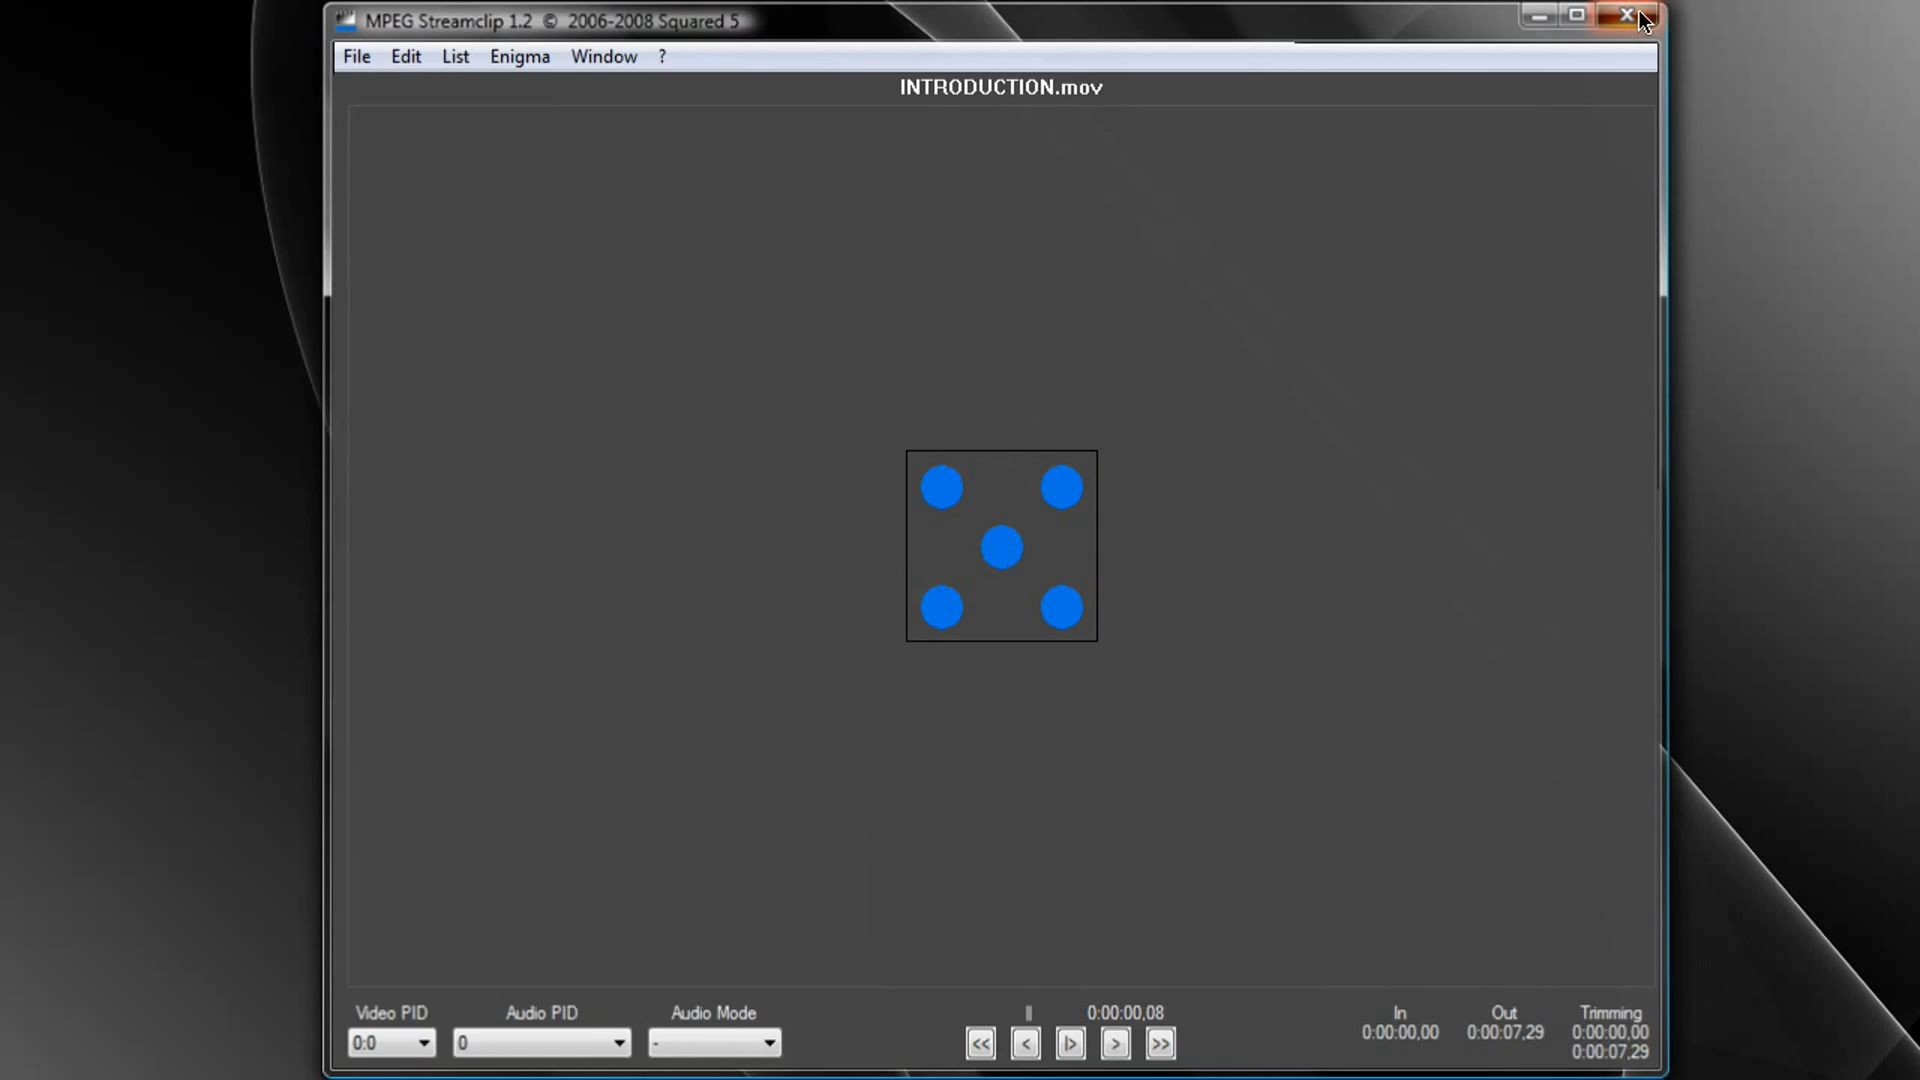 MPEG Streamclip 1.2 © 2006-2008 Squared 5
File Edit List Enigma Window ?
INTRODUCTION.mov
Video PID Audio PID Audio Mode || 0:00:00,08 In Out Trimming
0:0 0 - << < |> > >> 0:00:00,00 0:00:07,29 0:00:00,00
0:00:07,29